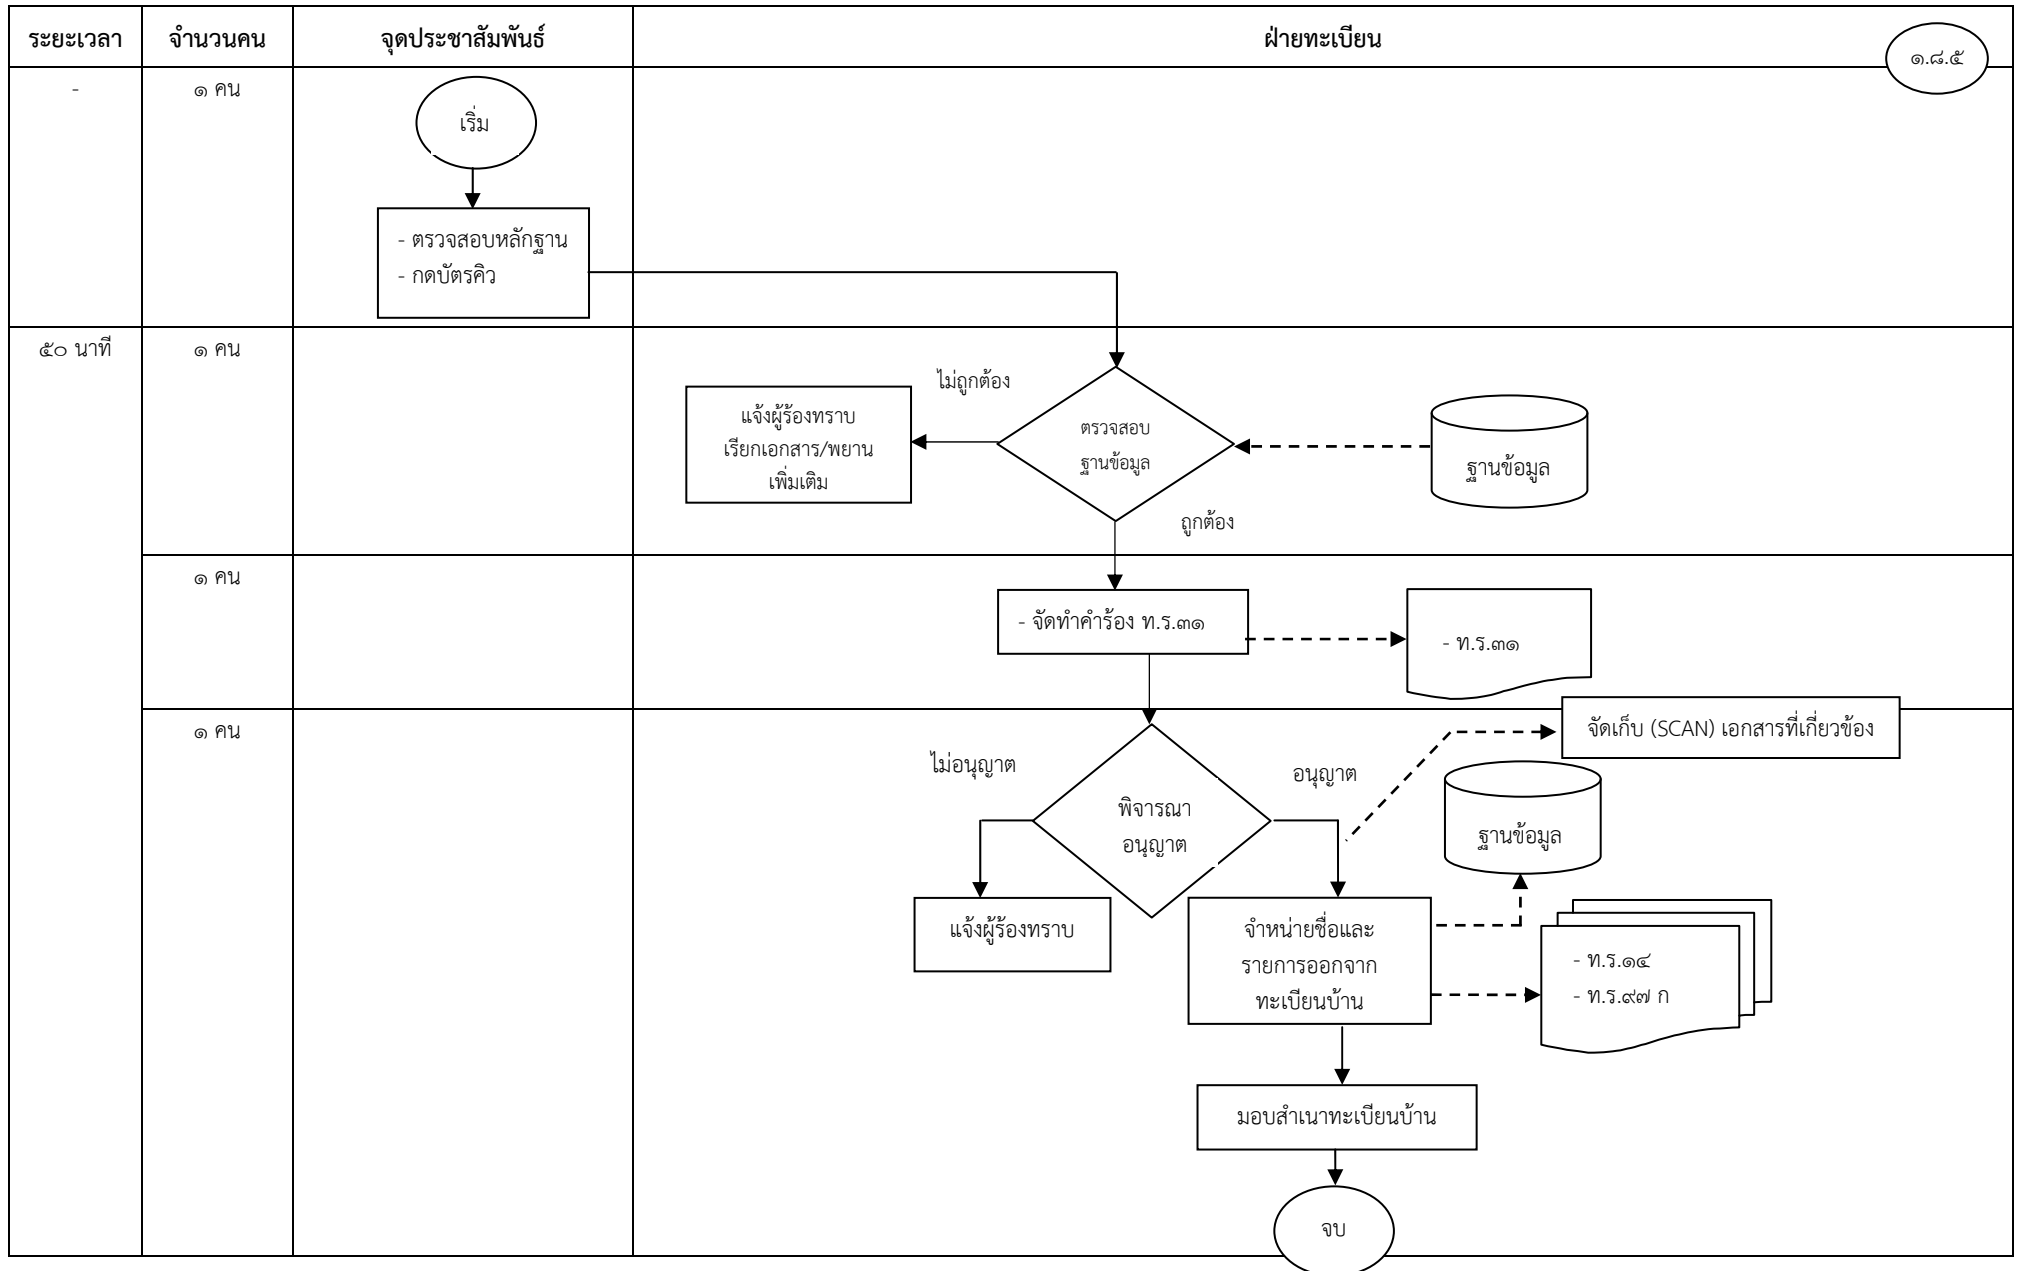 ระยะเวลา
จำนวนคน
จุดประชาสัมพันธ์
ฝ่ายทะเบียน
๑.๘.๕
-
๑ คน
เริ่ม
- ตรวจสอบหลักฐาน
- กดบัตรคิว
๕๐ นาที
๑ คน
ไม่ถูกต้อง
แจ้งผู้ร้องทราบ
เรียกเอกสาร/พยาน
เพิ่มเติม
ตรวจสอบ
ฐานข้อมูล
ฐานข้อมูล
ถูกต้อง
๑ คน
- จัดทำคำร้อง ท.ร.๓๑
- ท.ร.๓๑
๑ คน
จัดเก็บ (SCAN) เอกสารที่เกี่ยวข้อง
ไม่อนุญาต
อนุญาต
พิจารณา
อนุญาต
ฐานข้อมูล
แจ้งผู้ร้องทราบ
จำหน่ายชื่อและ
รายการออกจาก
ทะเบียนบ้าน
- ท.ร.๑๔
- ท.ร.๙๗ ก
มอบสำเนาทะเบียนบ้าน
จบ